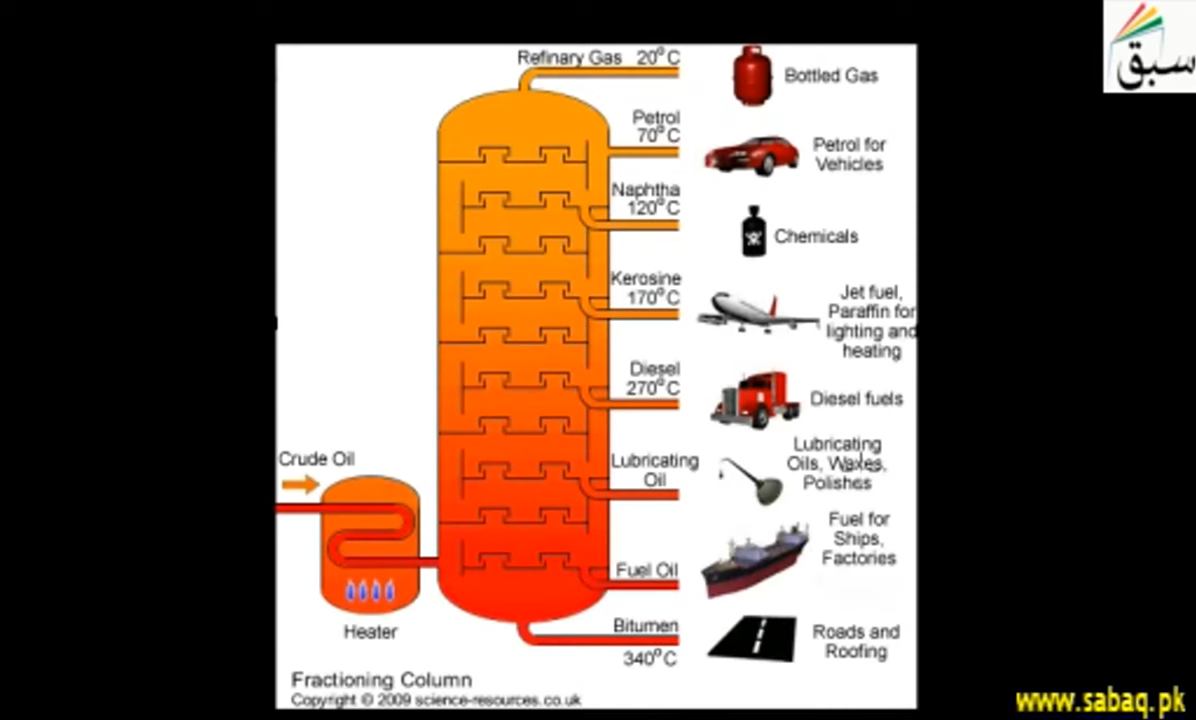 سبق
Refinary Gas 20°C
Bottled Gas
Petrol
70°C
Petrol for
Vehicles
Naphtha
120°C
Chemicals
Kerosine
170°C
Jet fuel,
Paraffin for
lighting and
heating
Diesel
270°C
Diesel fuels
Crude Oil
Lubricating
Oil
Lubricating
Oils, Waxes,
Polishes
Fuel Oil
Fuel for
Ships,
Factories
Heater
Bitumen
340°C
Roads and
Roofing
Fractioning Column
Copyright © 2009 science-resources.co.uk
www.sabaq.pk